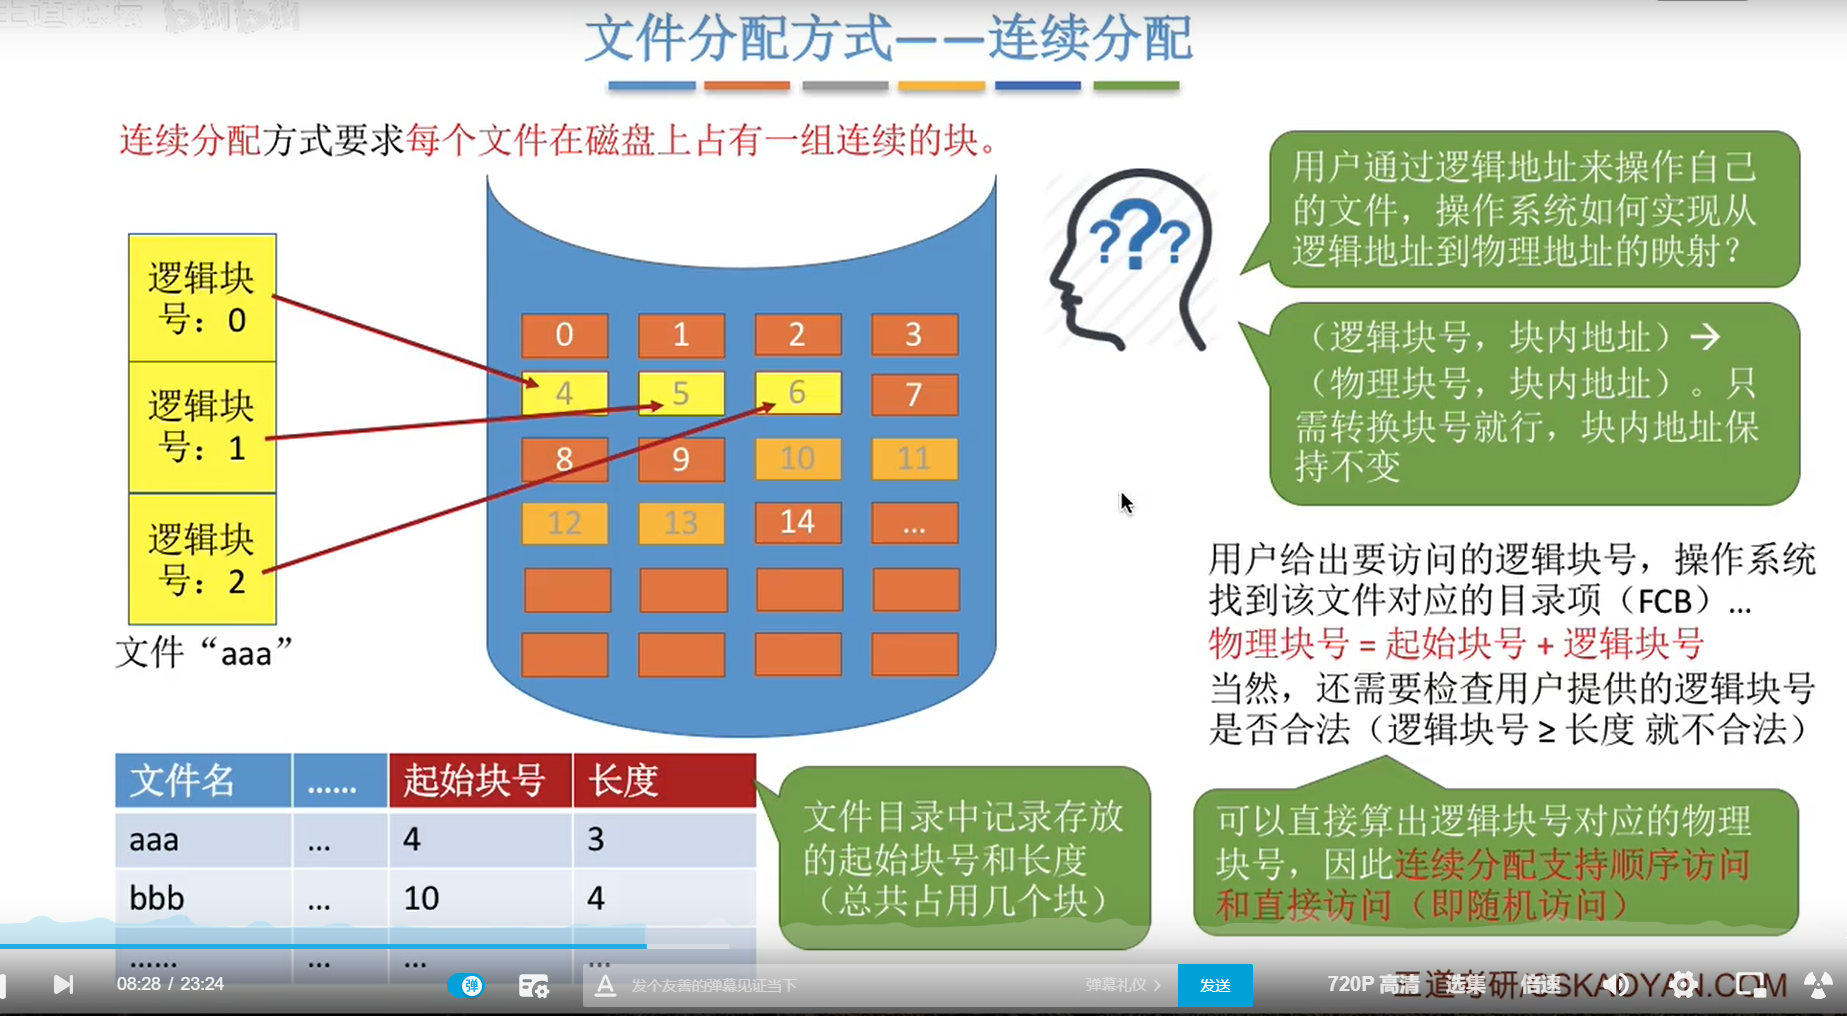 文件分配方式——连续分配
连续分配方式要求每个文件在磁盘上占有一组连续的块。
逻辑块
号：0
逻辑块
号：1
逻辑块
号：2
文件“aaa”
0 1 2 3
4 5 6 7
8 9 10 11
12 13 14 ...
???
用户通过逻辑地址来操作自己
的文件，操作系统如何实现从
逻辑地址到物理地址的映射？
（逻辑块号，块内地址）→
（物理块号，块内地址）。只
需转换块号就行，块内地址保
持不变
用户给出要访问的逻辑块号，操作系统
找到该文件对应的目录项（FCB）...
物理块号 = 起始块号 + 逻辑块号
当然，还需要检查用户提供的逻辑块号
是否合法（逻辑块号 ≥ 长度 就不合法）
可以直接算出逻辑块号对应的物理
块号，因此连续分配支持顺序访问
和直接访问（即随机访问）
文件名 ...... 起始块号 长度
aaa ... 4 3
bbb ... 10 4
...... ... ... ...
文件目录中记录存放
的起始块号和长度
（总共占用几个块）
08:28 / 23:24
弹
A 发个友善的弹幕见证当下
弹幕礼仪 >
发送
720P 高清
选集
倍速
王道考研/CSKAOYAN.COM